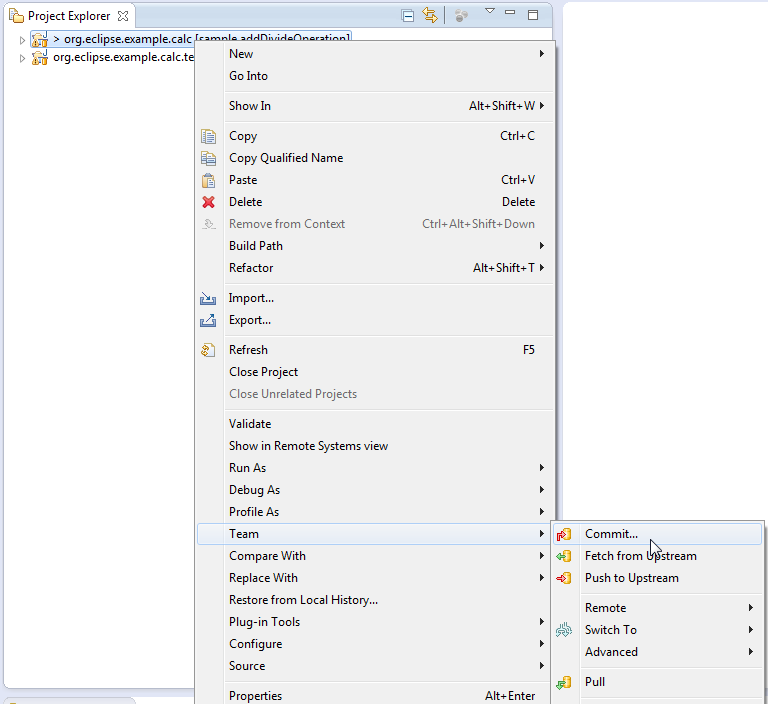 Project Explorer
> org.eclipse.example.calc [sample addDivideOperation]
org.eclipse.example.calc.te
New
Go Into
Show In Alt+Shift+W
Copy Ctrl+C
Copy Qualified Name
Paste Ctrl+V
Delete Delete
Remove from Context Ctrl+Alt+Shift+Down
Build Path
Refactor Alt+Shift+T
Import...
Export...
Refresh F5
Close Project
Close Unrelated Projects
Validate
Show in Remote Systems view
Run As
Debug As
Profile As
Team
Compare With
Replace With
Restore from Local History...
Plug-in Tools
Configure
Source
Properties Alt+Enter
Commit...
Fetch from Upstream
Push to Upstream
Remote
Switch To
Advanced
Pull